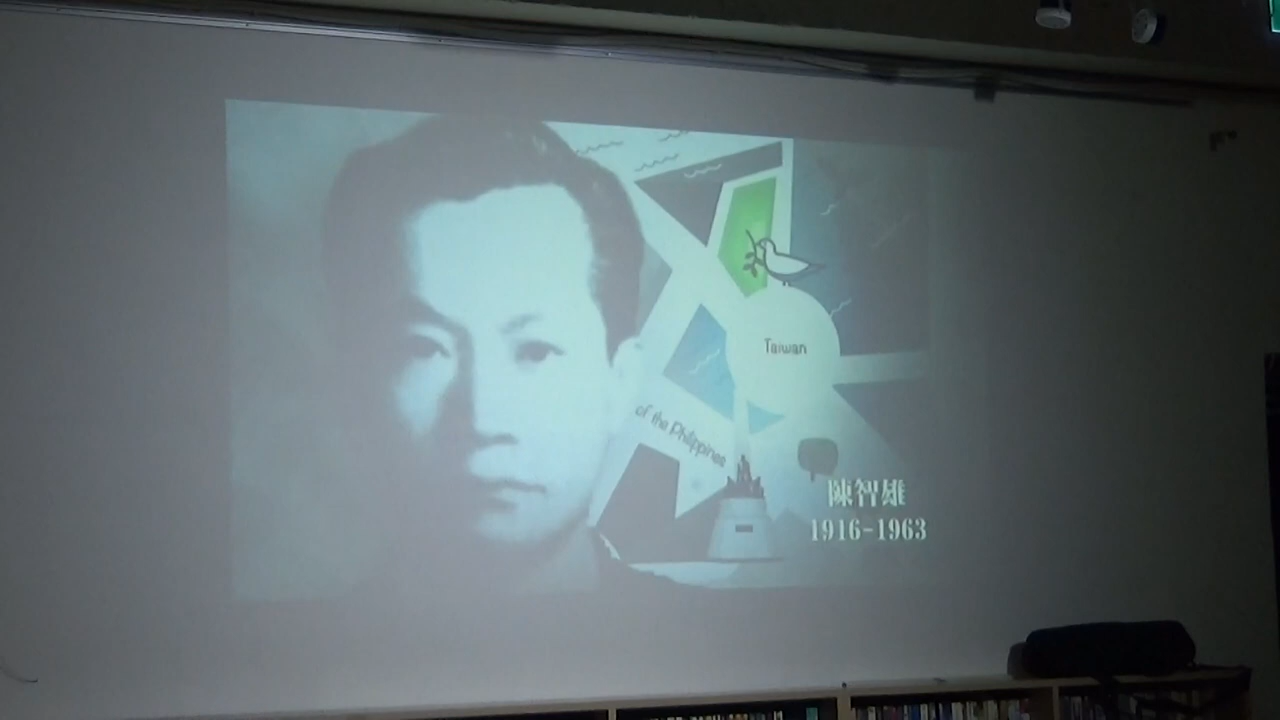 Taiwan
of the Philippines
陳智雄
1916-1963